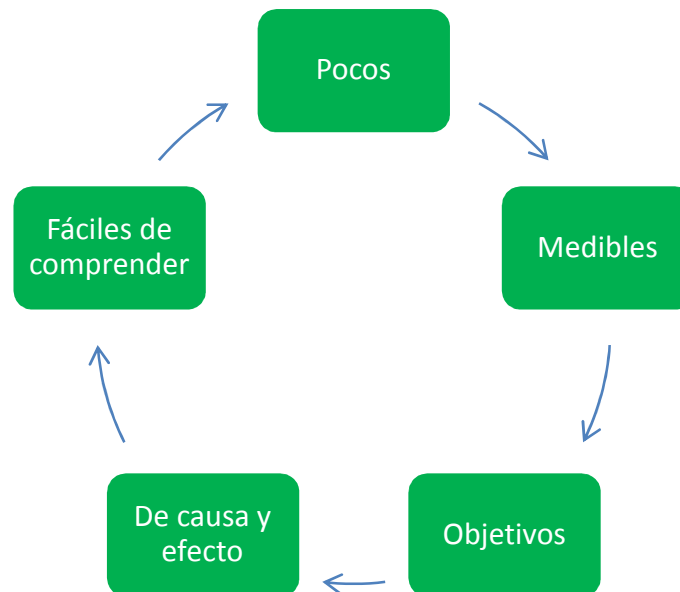 Pocos
Medibles
Objetivos
De causa y
efecto
Fáciles de
comprender